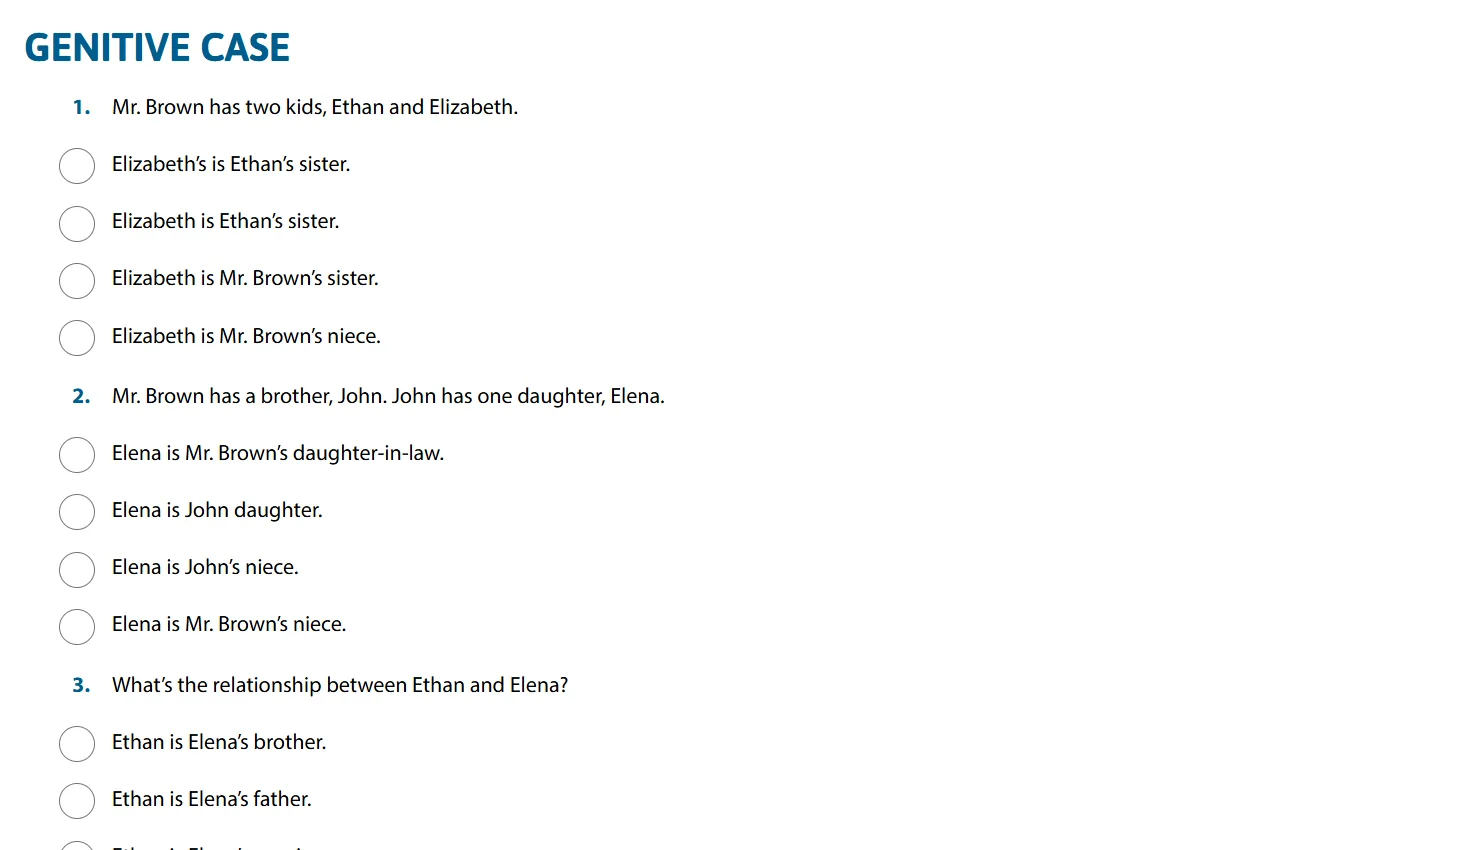 GENITIVE CASE
1. Mr. Brown has two kids, Ethan and Elizabeth.
Elizabeth’s is Ethan’s sister.
Elizabeth is Ethan’s sister.
Elizabeth is Mr. Brown’s sister.
Elizabeth is Mr. Brown’s niece.
2. Mr. Brown has a brother, John. John has one daughter, Elena.
Elena is Mr. Brown’s daughter-in-law.
Elena is John daughter.
Elena is John’s niece.
Elena is Mr. Brown’s niece.
3. What’s the relationship between Ethan and Elena?
Ethan is Elena’s brother.
Ethan is Elena’s father.